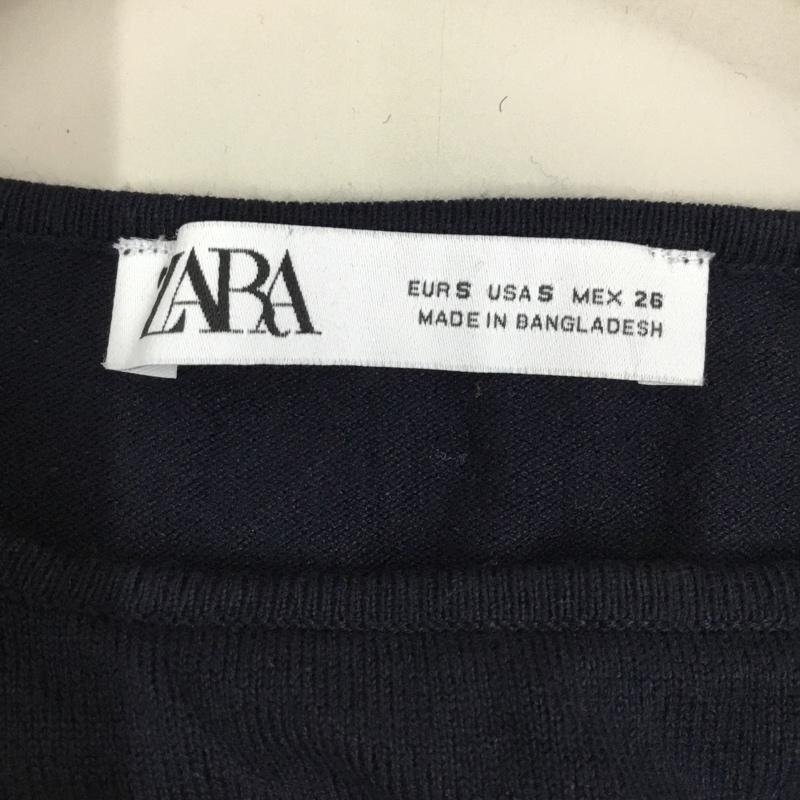 ZARA
EUR S USA S MEX 26
MADE IN BANGLADESH